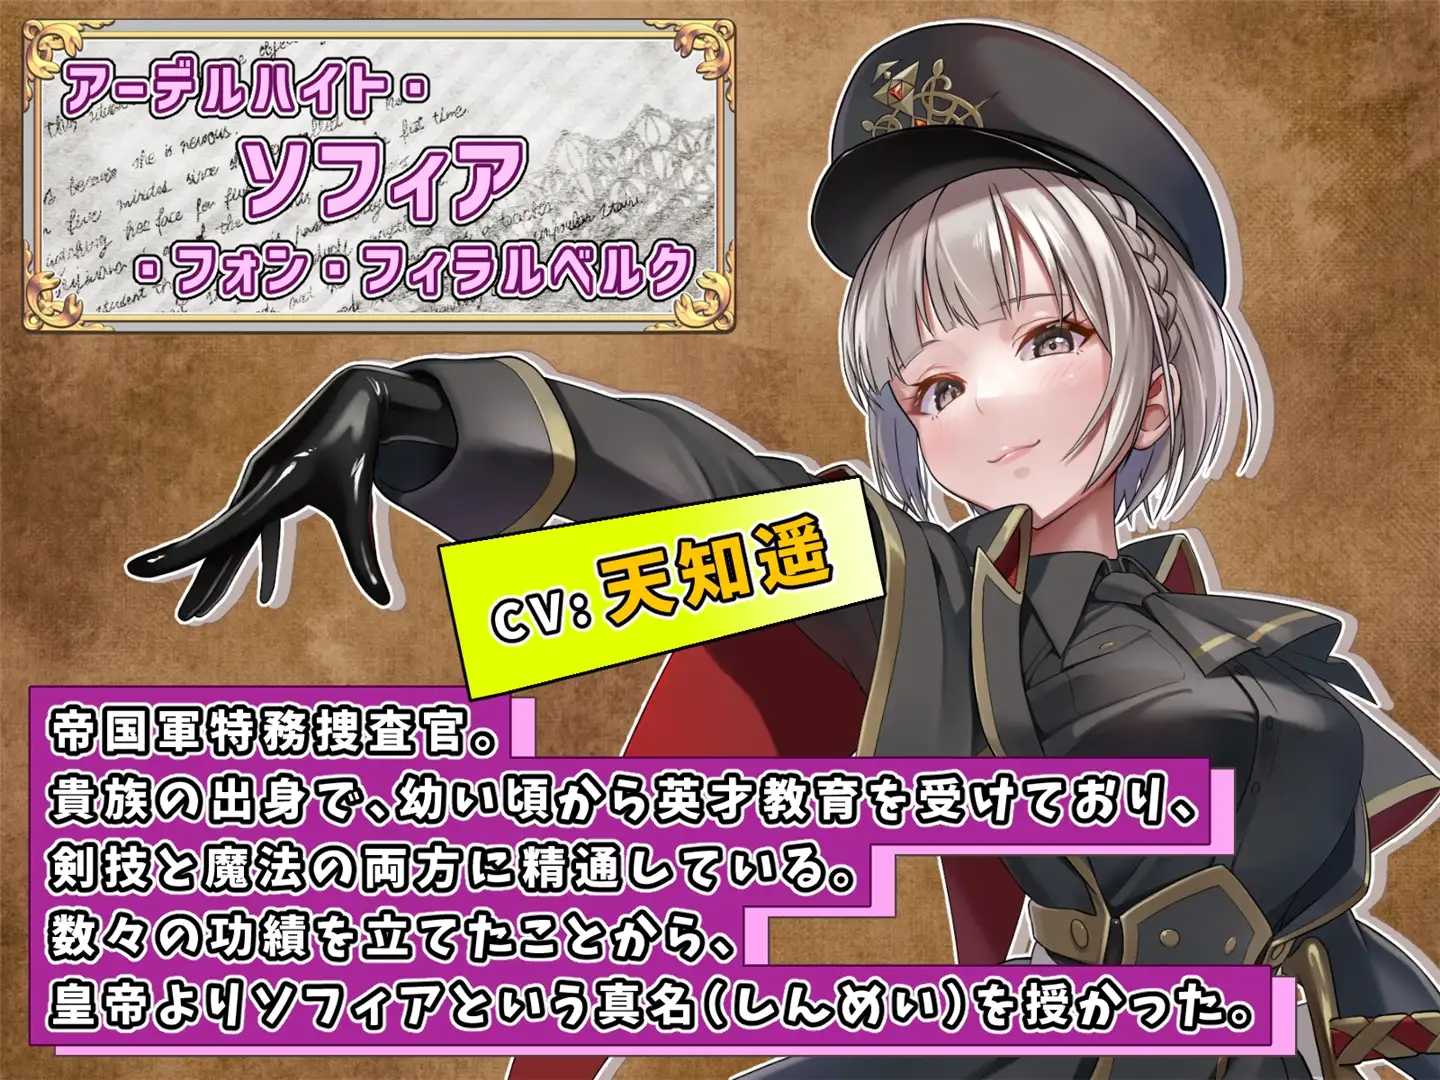 アーデルハイト・
ソフィア
・フォン・フィラルベルク
CV:天知遥
帝国軍特務捜査官。
貴族の出身で、幼い頃から英才教育を受けており、
剣技と魔法の両方に精通している。
数々の功績を立てたことから、
皇帝よりソフィアという真名(しんめい)を授かった。